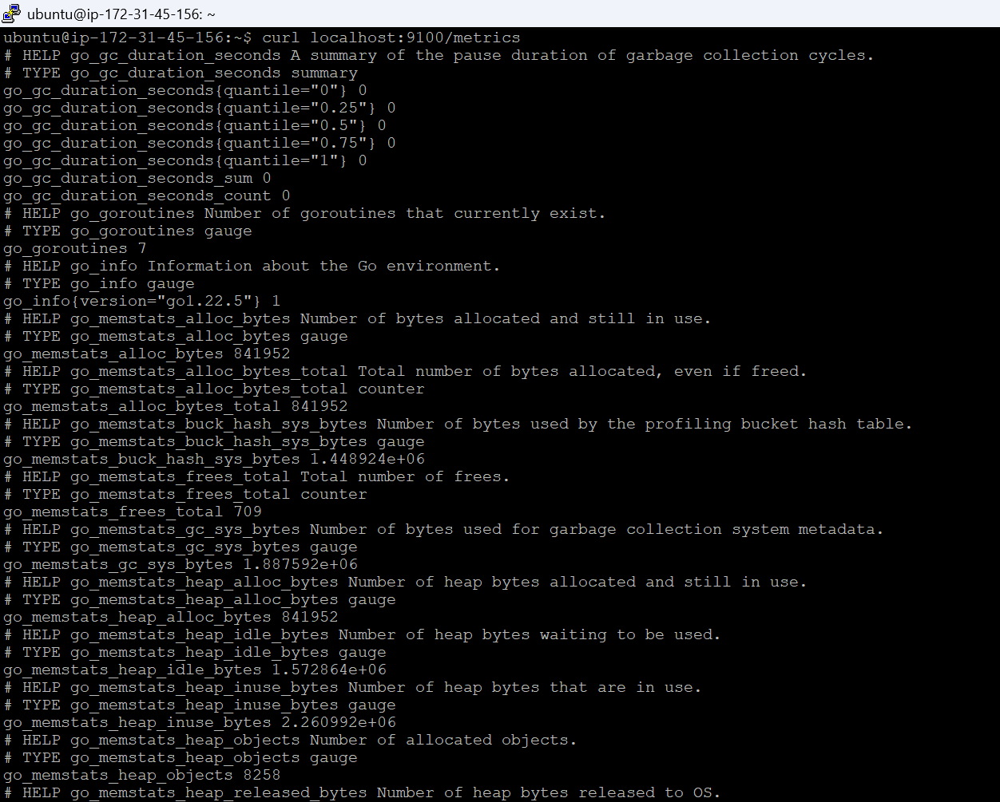 ubuntu@ip-172-31-45-156: ~
ubuntu@ip-172-31-45-156:~$ curl localhost:9100/metrics
# HELP go_gc_duration_seconds A summary of the pause duration of garbage collection cycles.
# TYPE go_gc_duration_seconds summary
go_gc_duration_seconds{quantile="0"} 0
go_gc_duration_seconds{quantile="0.25"} 0
go_gc_duration_seconds{quantile="0.5"} 0
go_gc_duration_seconds{quantile="0.75"} 0
go_gc_duration_seconds{quantile="1"} 0
go_gc_duration_seconds_sum 0
go_gc_duration_seconds_count 0
# HELP go_goroutines Number of goroutines that currently exist.
# TYPE go_goroutines gauge
go_goroutines 7
# HELP go_info Information about the Go environment.
# TYPE go_info gauge
go_info{version="go1.22.5"} 1
# HELP go_memstats_alloc_bytes Number of bytes allocated and still in use.
# TYPE go_memstats_alloc_bytes gauge
go_memstats_alloc_bytes 841952
# HELP go_memstats_alloc_bytes_total Total number of bytes allocated, even if freed.
# TYPE go_memstats_alloc_bytes_total counter
go_memstats_alloc_bytes_total 841952
# HELP go_memstats_buck_hash_sys_bytes Number of bytes used by the profiling bucket hash table.
# TYPE go_memstats_buck_hash_sys_bytes gauge
go_memstats_buck_hash_sys_bytes 1.448924e+06
# HELP go_memstats_frees_total Total number of frees.
# TYPE go_memstats_frees_total counter
go_memstats_frees_total 709
# HELP go_memstats_gc_sys_bytes Number of bytes used for garbage collection system metadata.
# TYPE go_memstats_gc_sys_bytes gauge
go_memstats_gc_sys_bytes 1.887592e+06
# HELP go_memstats_heap_alloc_bytes Number of heap bytes allocated and still in use.
# TYPE go_memstats_heap_alloc_bytes gauge
go_memstats_heap_alloc_bytes 841952
# HELP go_memstats_heap_idle_bytes Number of heap bytes waiting to be used.
# TYPE go_memstats_heap_idle_bytes gauge
go_memstats_heap_idle_bytes 1.572864e+06
# HELP go_memstats_heap_inuse_bytes Number of heap bytes that are in use.
# TYPE go_memstats_heap_inuse_bytes gauge
go_memstats_heap_inuse_bytes 2.260992e+06
# HELP go_memstats_heap_objects Number of allocated objects.
# TYPE go_memstats_heap_objects gauge
go_memstats_heap_objects 8258
# HELP go_memstats_heap_released_bytes Number of heap bytes released to OS.